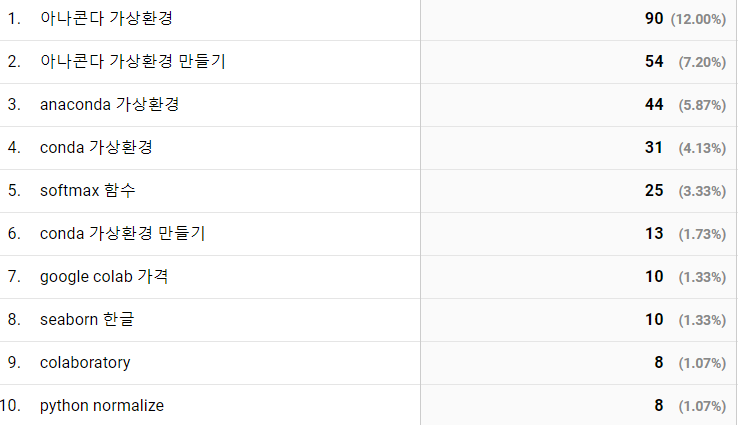 1. 아나콘다 가상환경 90 (12.00%)
2. 아나콘다 가상환경 만들기 54 (7.20%)
3. anaconda 가상환경 44 (5.87%)
4. conda 가상환경 31 (4.13%)
5. softmax 함수 25 (3.33%)
6. conda 가상환경 만들기 13 (1.73%)
7. google colab 가격 10 (1.33%)
8. seaborn 한글 10 (1.33%)
9. colaboratory 8 (1.07%)
10. python normalize 8 (1.07%)